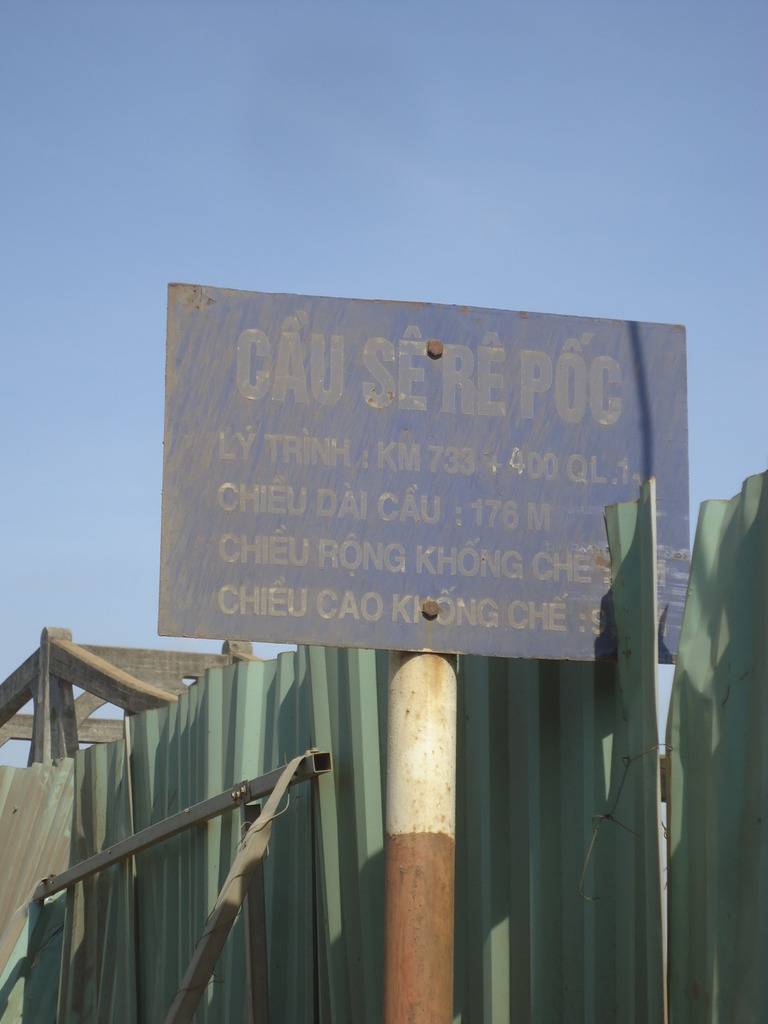 CẦU SÊ RÊ PỐC
LÝ TRÌNH : KM 733 + 400 QL.1
CHIỀU DÀI CẦU : 176 M
CHIỀU RỘNG KHỐNG CHẾ
CHIỀU CAO KHỐNG CHẾ :